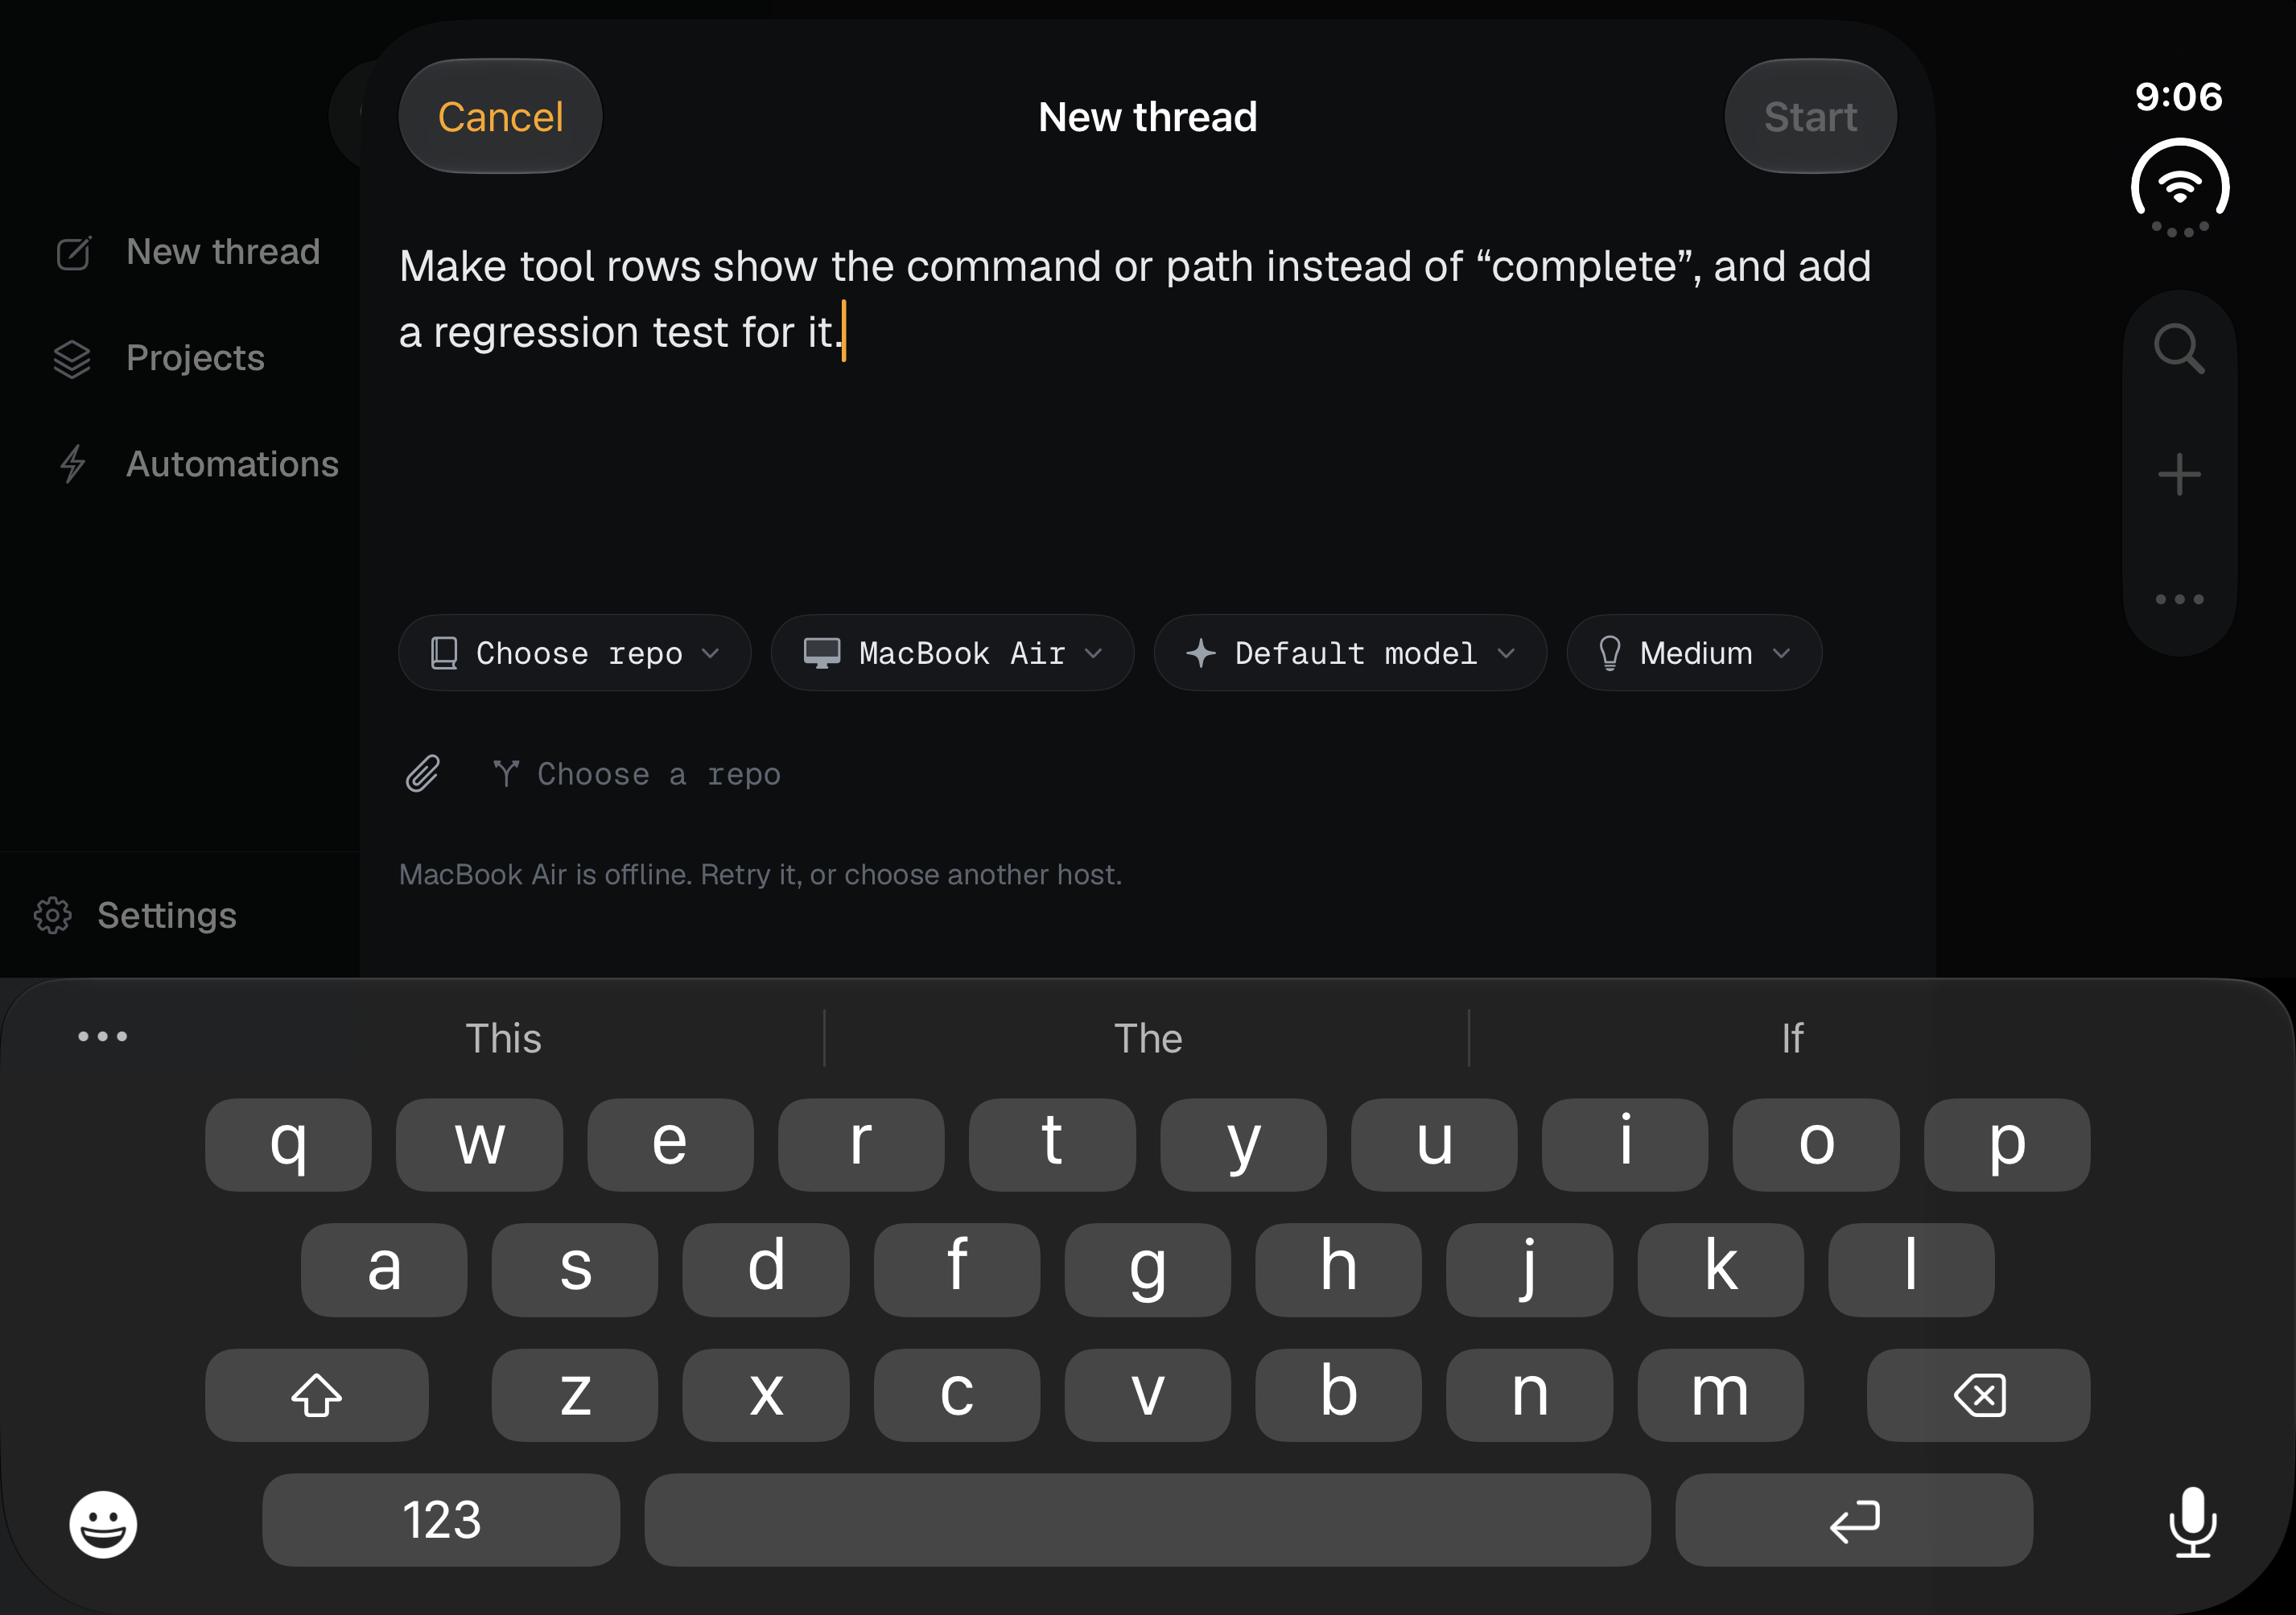 Cancel
New thread
Start
9:06
New thread
Projects
Automations
Settings
Make tool rows show the command or path instead of “complete”, and add
a regression test for it.
Choose repo
MacBook Air
Default model
Medium
Choose a repo
MacBook Air is offline. Retry it, or choose another host.
This
The
If
q w e r t y u i o p
a s d f g h j k l
z x c v b n m
123